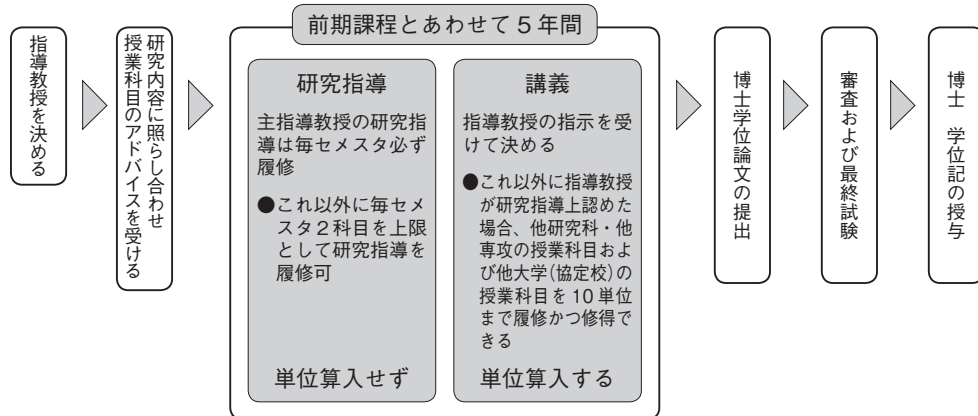 指導教授を決める
研究内容に照らし合わせ
授業科目のアドバイスを受ける
前期課程とあわせて5年間
研究指導
主指導教授の研究指
導は毎セメスタ必ず
履修
●これ以外に毎セメ
スタ2科目を上限
として研究指導を
履修可
単位算入せず
講義
指導教授の指示を受
けて決める
●これ以外に指導教授
が研究指導上認めた
場合、他研究科・他
専攻の授業科目およ
び他大学(協定校)の
授業科目を10単位
まで履修かつ修得で
きる
単位算入する
博士学位論文の提出
審査および最終試験
博士 学位記の授与